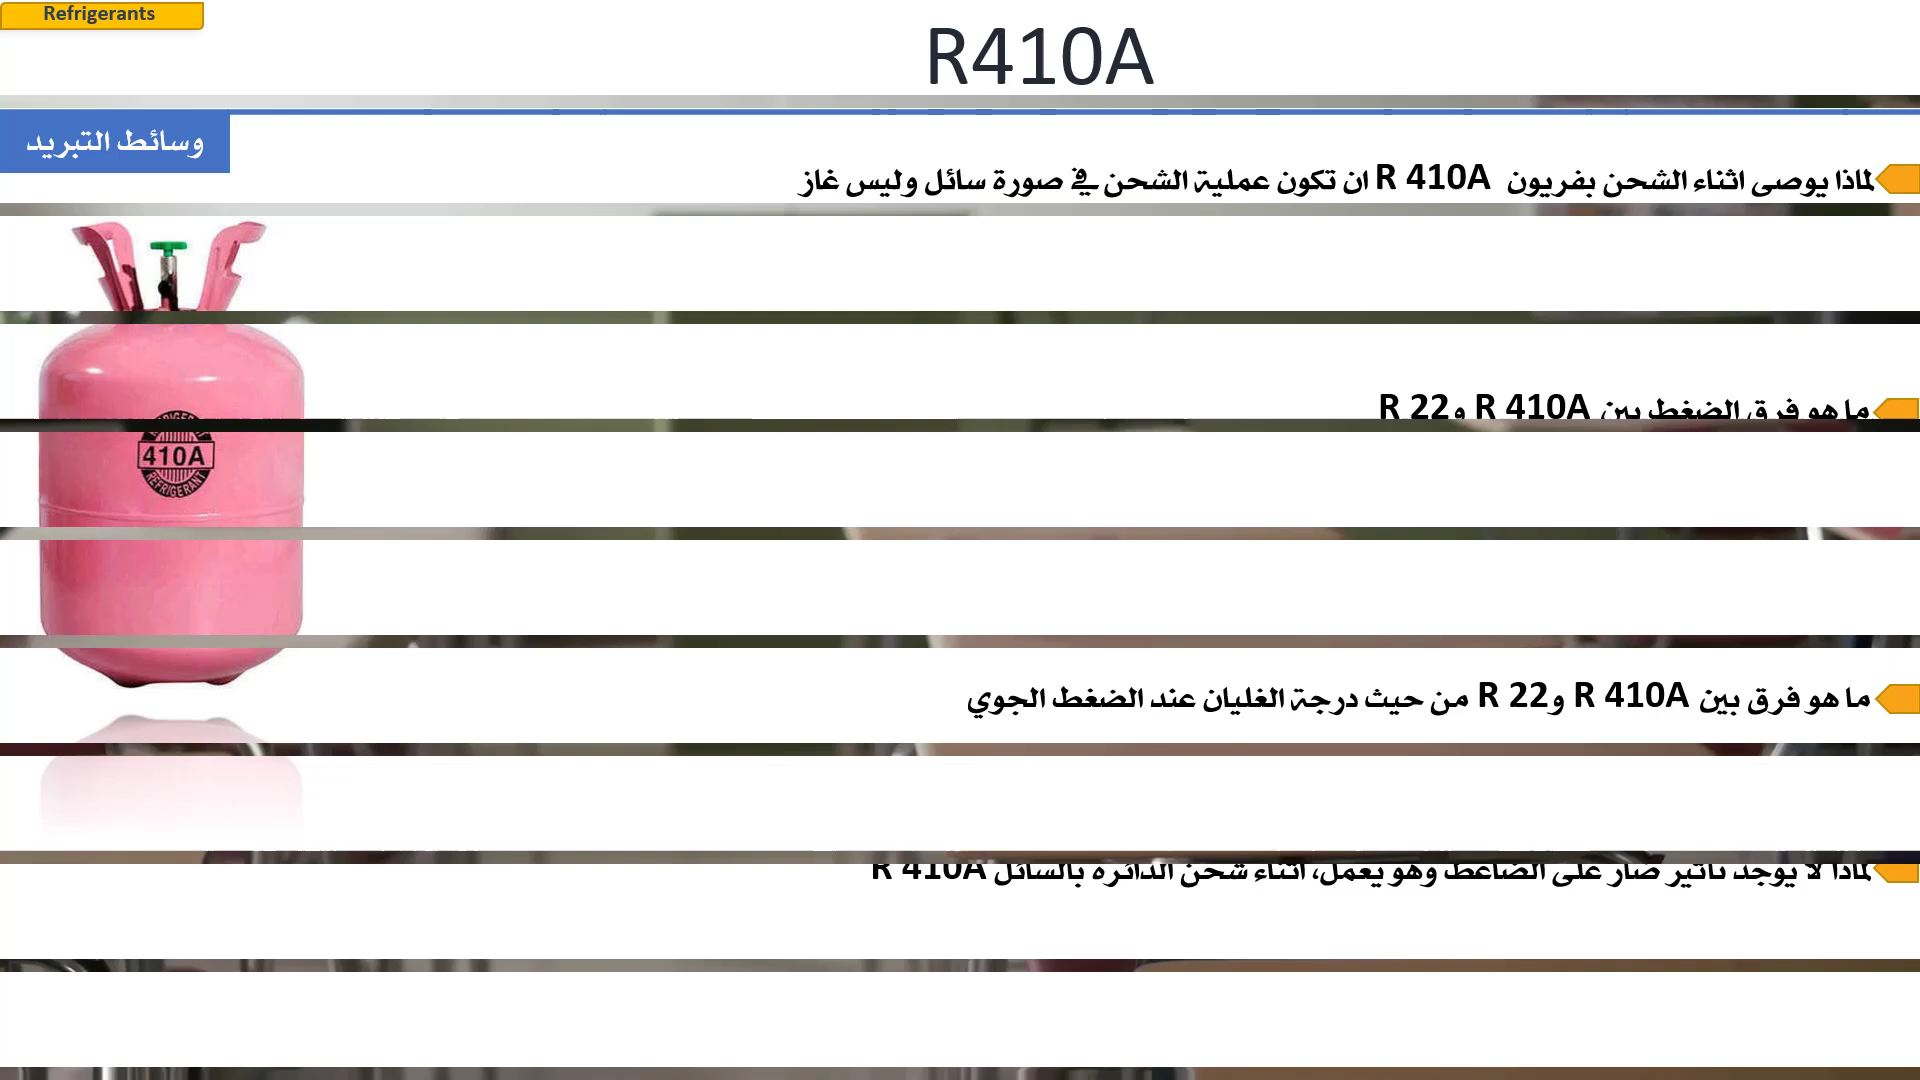 Refrigerants
R410A
وسائط التبريد
لماذا يوصى اثناء الشحن بفريون R 410A ان تكون عملية الشحن في صورة سائل وليس غاز
ما هو فرق الضغط بين R 410A و R 22
410A
REFRIGERANT
ما هو فرق بين R 410A و R 22 من حيث درجة الغليان عند الضغط الجوي
لماذا لا يوجد تاثير ضار على الضاغط وهو يعمل، اثناء شحن الدائره بالسائل R 410A